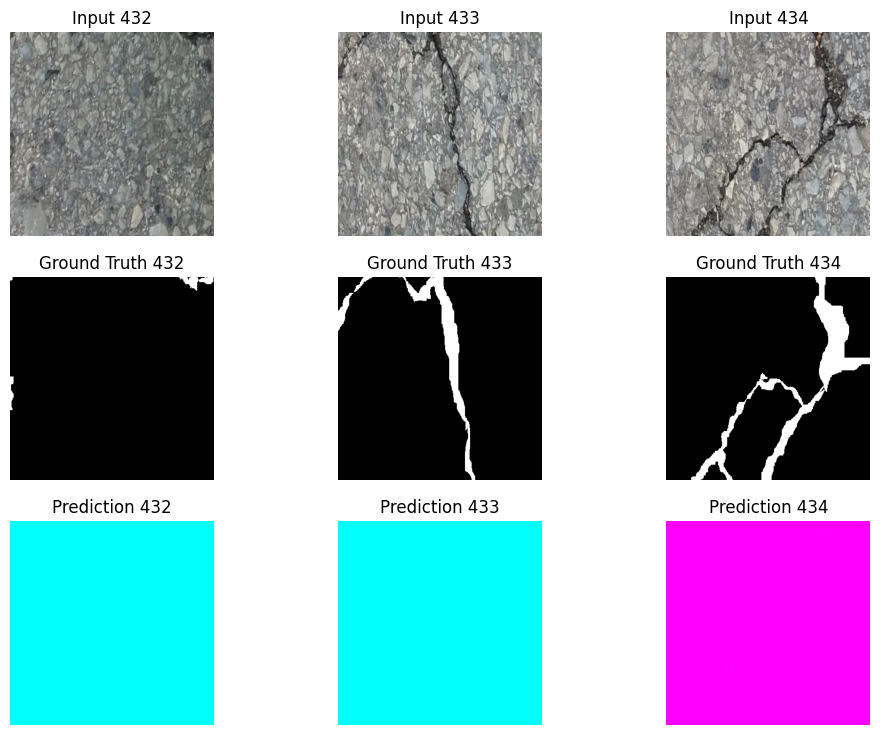 Input 432
Input 433
Input 434
Ground Truth 432
Ground Truth 433
Ground Truth 434
Prediction 432
Prediction 433
Prediction 434